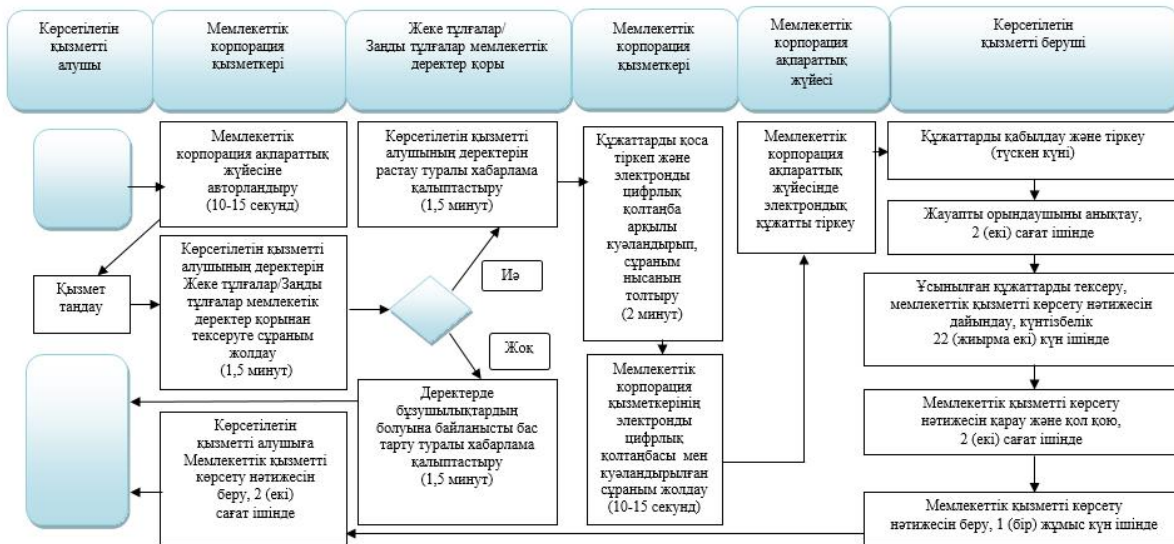 Көрсетілетін
қызметті
алушы
Мемлекеттік
корпорация
қызметкері
Жеке тұлғалар/
Заңды тұлғалар мемлекеттік
деректер қоры
Мемлекеттік
корпорация
қызметкері
Мемлекеттік
корпорация
ақпараттық
жүйесі
Көрсетілетін
қызметті беруші
Мемлекеттік
корпорация ақпараттық
жүйесіне
авторландыру
(10-15 секунд)
Қызмет
таңдау
Көрсетілетін қызметті
алушының деректерін
Жеке тұлғалар/Заңды
тұлғалар мемлекетік
деректер қорынан
тексеруге сұраным
жолдау
(1,5 минут)
Көрсетілетін қызметті
алушының деректерін
растау туралы хабарлама
қалыптастыру
(1,5 минут)
Иә
Жоқ
Деректерде
бұзушылықтардың
болуына байланысты бас
тарту туралы хабарлама
қалыптастыру
(1,5 минут)
Құжаттарды қоса
тіркеп және
электронды
цифрлық
қолтаңба
арқылы
куәландырып,
сұраным
нысанын
толтыру
(2 минут)
Мемлекеттік
корпорация
қызметкерінің
электронды
цифрлық
қолтаңбасы мен
куәландырылған
сұраным жолдау
(10-15 секунд)
Мемлекеттік
корпорация
ақпараттық
жүйесінде
электрондық
құжатты тіркеу
Құжаттарды қабылдау және тіркеу
(түскен күні)
Жауапты орындаушыны анықтау,
2 (екі) сағат ішінде
Ұсынылған құжаттарды тексеру,
мемлекеттік қызметті көрсету нәтижесін
дайындау, күнтізбелік
22 (жиырма екі) күн ішінде
Мемлекеттік қызметті көрсету
нәтижесін қарау және қол қою,
2 (екі) сағат ішінде
Мемлекеттік қызметті көрсету
нәтижесін беру, 1 (бір) жұмыс күн ішінде
Көрсетілетін
қызметті алушыға
Мемлекеттік қызметті
көрсету нәтижесін
беру, 2 (екі)
сағат ішінде